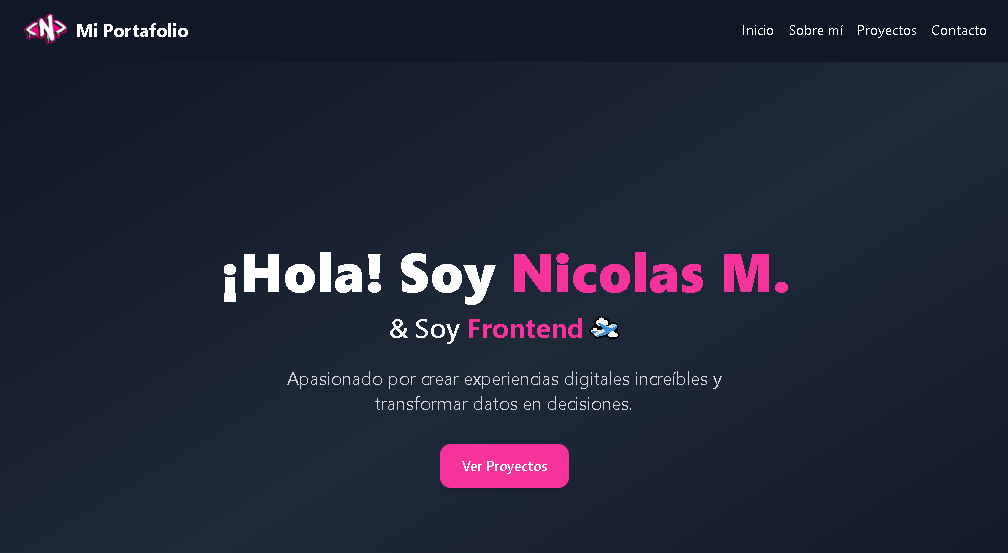 <N> Mi Portafolio
Inicio Sobre mí Proyectos Contacto
¡Hola! Soy Nicolas M.
& Soy Frontend
Apasionado por crear experiencias digitales increíbles y
transformar datos en decisiones.
Ver Proyectos